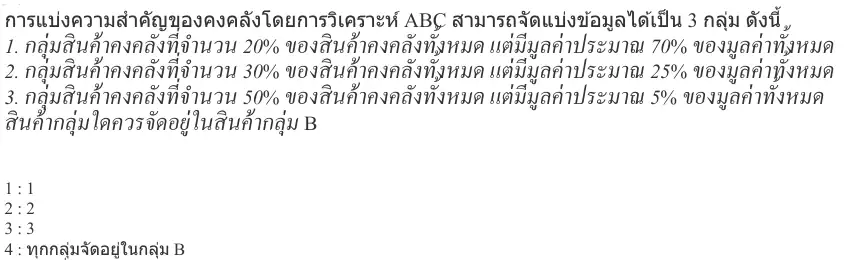 การแบ่งความสำคัญของคงคลังโดยการวิเคราะห์ ABC สามารถจัดแบ่งข้อมูลได้เป็น 3 กลุ่ม ดังนี้
1. กลุ่มสินค้าคงคลังที่จำนวน 20% ของสินค้าคงคลังทั้งหมด แต่มีมูลค่าประมาณ 70% ของมูลค่าทั้งหมด
2. กลุ่มสินค้าคงคลังที่จำนวน 30% ของสินค้าคงคลังทั้งหมด แต่มีมูลค่าประมาณ 25% ของมูลค่าทั้งหมด
3. กลุ่มสินค้าคงคลังที่จำนวน 50% ของสินค้าคงคลังทั้งหมด แต่มีมูลค่าประมาณ 5% ของมูลค่าทั้งหมด
สินค้ากลุ่มใดควรจัดอยู่ในสินค้ากลุ่ม B
1 : 1
2 : 2
3 : 3
4 : ทุกกลุ่มจัดอยู่ในกลุ่ม B